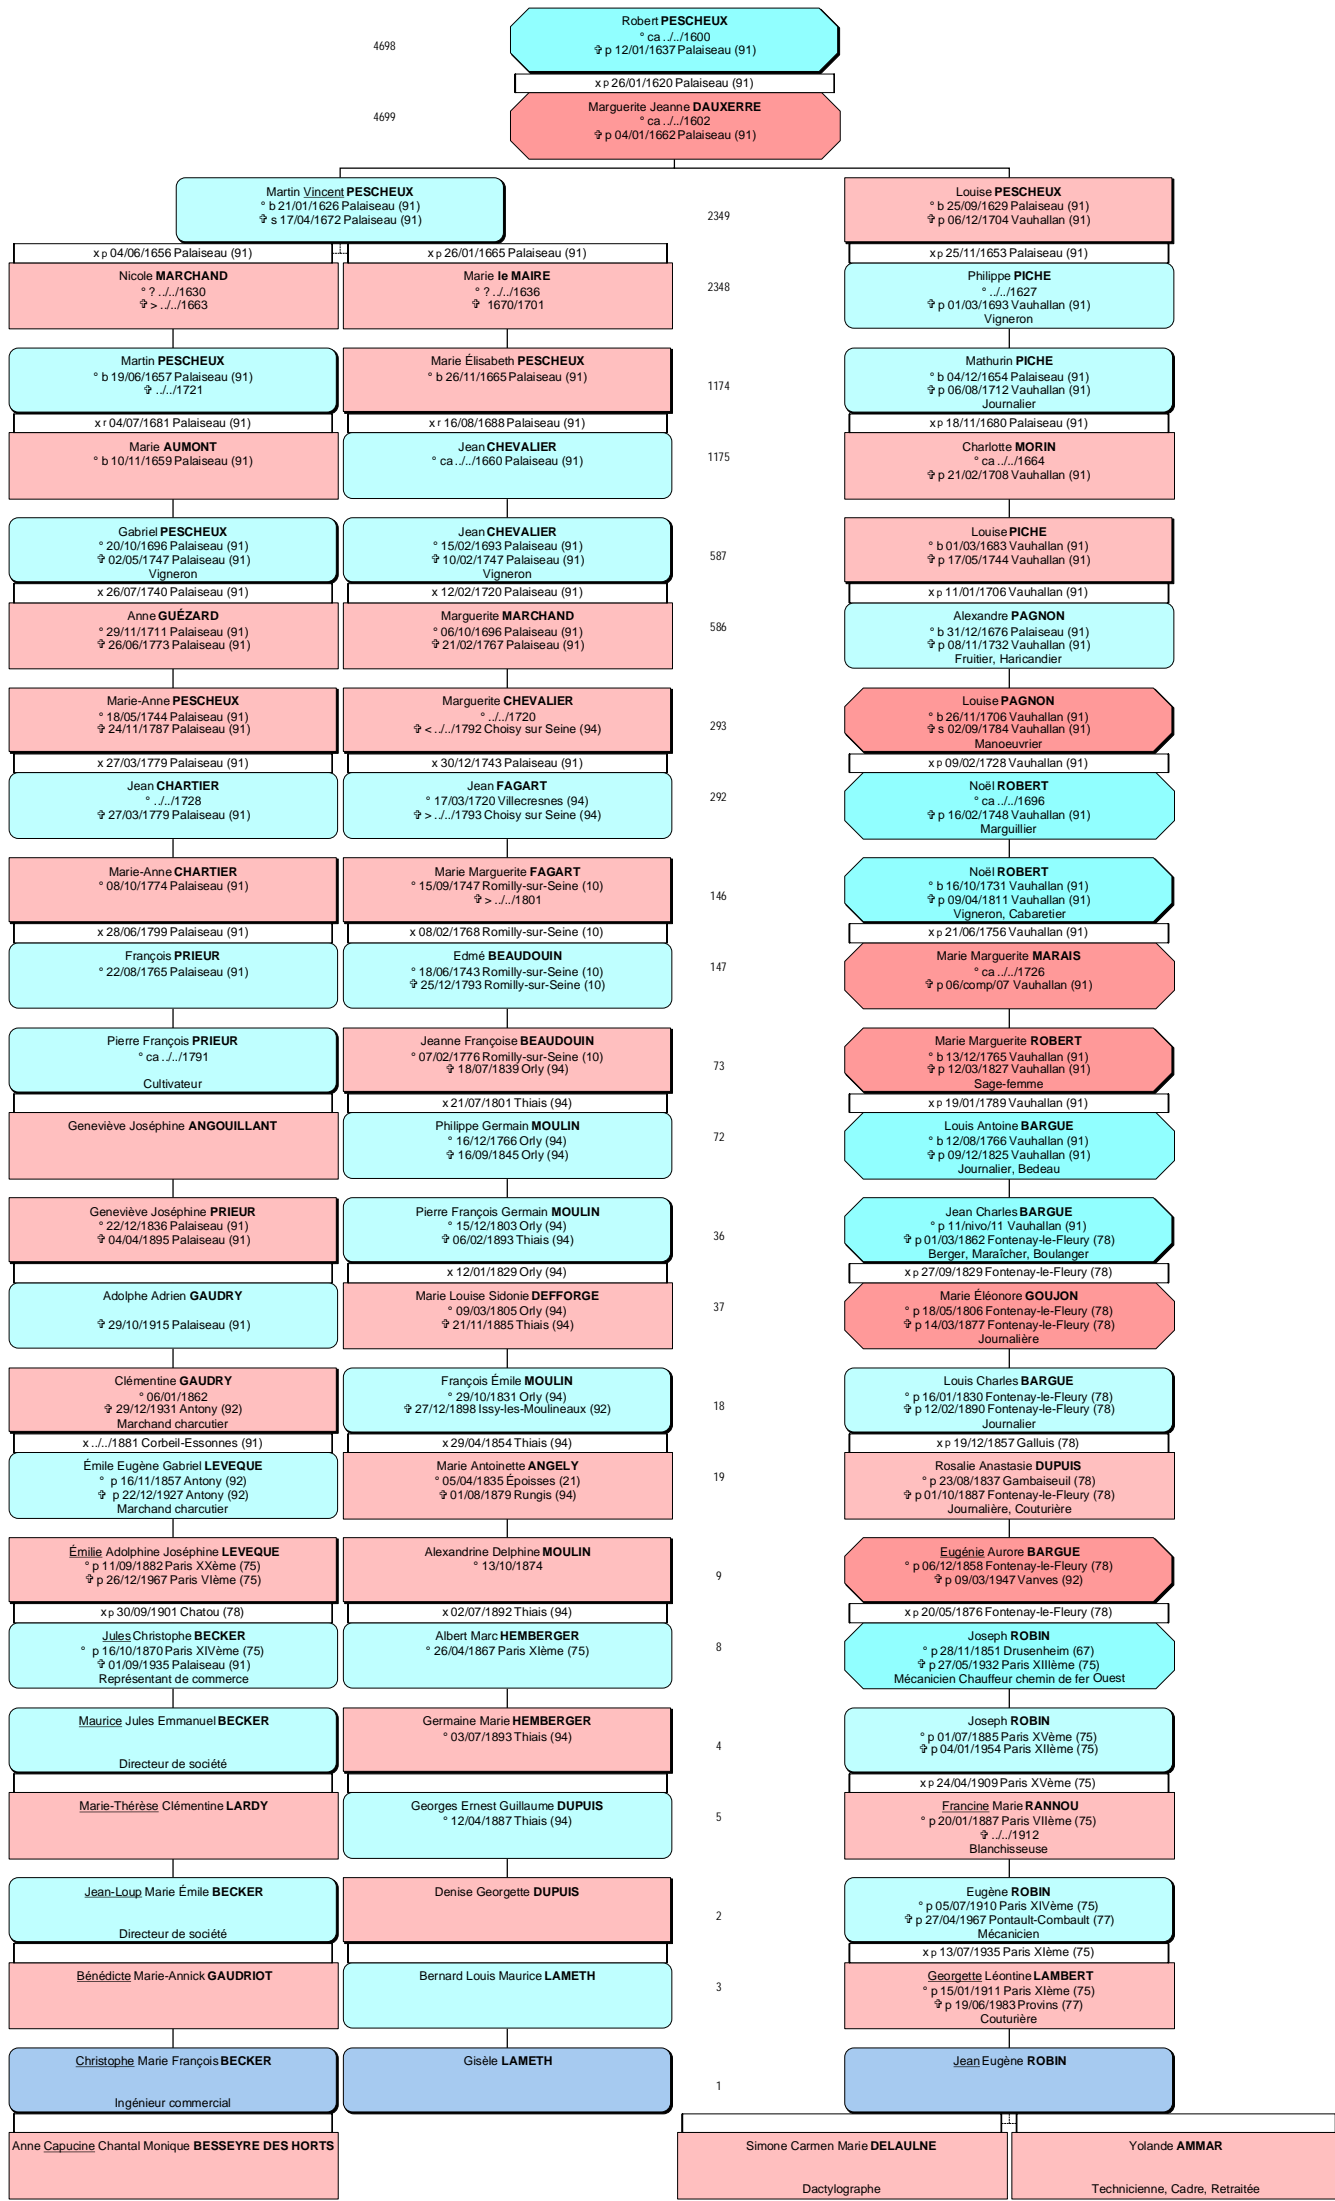 Robert PESCHEUX
° ca ../../1600
✞ p 12/01/1637 Palaiseau (91)
4698
x p 26/01/1620 Palaiseau (91)
Marguerite Jeanne DAUXERRE
° ca ../../1602
✞ p 04/01/1662 Palaiseau (91)
4699
Martin Vincent PESCHEUX
° b 21/01/1626 Palaiseau (91)
✞ s 17/04/1672 Palaiseau (91)
2349
Louise PESCHEUX
° b 25/09/1629 Palaiseau (91)
✞ p 06/12/1704 Vauhallan (91)
x p 04/06/1656 Palaiseau (91)
x p 26/01/1665 Palaiseau (91)
x p 25/11/1653 Palaiseau (91)
Nicole MARCHAND
° ? ../../1630
✞ > ../../1663
Marie le MAIRE
° ? ../../1636
✞ 1670/1701
2348
Philippe PICHE
° ../../1627
✞ p 01/03/1693 Vauhallan (91)
Vigneron
Martin PESCHEUX
° b 19/06/1657 Palaiseau (91)
✞ ../../1721
Marie Élisabeth PESCHEUX
° b 26/11/1665 Palaiseau (91)
1174
Mathurin PICHE
° b 04/12/1654 Palaiseau (91)
✞ p 06/08/1712 Vauhallan (91)
Journalier
x r 04/07/1681 Palaiseau (91)
x r 16/08/1688 Palaiseau (91)
x p 18/11/1680 Palaiseau (91)
Marie AUMONT
° b 10/11/1659 Palaiseau (91)
Jean CHEVALIER
° ca ../../1660 Palaiseau (91)
1175
Charlotte MORIN
° ca ../../1664
✞ p 21/02/1708 Vauhallan (91)
Gabriel PESCHEUX
° 20/10/1696 Palaiseau (91)
✞ 02/05/1747 Palaiseau (91)
Vigneron
Jean CHEVALIER
° 15/02/1693 Palaiseau (91)
✞ 10/02/1747 Palaiseau (91)
Vigneron
587
Louise PICHE
° b 01/03/1683 Vauhallan (91)
✞ p 17/05/1744 Vauhallan (91)
x 26/07/1740 Palaiseau (91)
x 12/02/1720 Palaiseau (91)
x p 11/01/1706 Vauhallan (91)
Anne GUÉZARD
° 29/11/1711 Palaiseau (91)
✞ 26/06/1773 Palaiseau (91)
Marguerite MARCHAND
° 06/10/1696 Palaiseau (91)
✞ 21/02/1767 Palaiseau (91)
586
Alexandre PAGNON
° b 31/12/1676 Palaiseau (91)
✞ p 08/11/1732 Vauhallan (91)
Fruitier, Haricandier
Marie-Anne PESCHEUX
° 18/05/1744 Palaiseau (91)
✞ 24/11/1787 Palaiseau (91)
Marguerite CHEVALIER
° ../../1720
✞ < ../../1792 Choisy sur Seine (94)
293
Louise PAGNON
° b 26/11/1706 Vauhallan (91)
✞ s 02/09/1784 Vauhallan (91)
Manoeuvrier
x 27/03/1779 Palaiseau (91)
x 30/12/1743 Palaiseau (91)
x p 09/02/1728 Vauhallan (91)
Jean CHARTIER
° ../../1728
✞ 27/03/1779 Palaiseau (91)
Jean FAGART
° 17/03/1720 Villecresnes (94)
✞ > ../../1793 Choisy sur Seine (94)
292
Noël ROBERT
° ca ../../1696
✞ p 16/02/1748 Vauhallan (91)
Marguillier
Marie-Anne CHARTIER
° 08/10/1774 Palaiseau (91)
Marie Marguerite FAGART
° 15/09/1747 Romilly-sur-Seine (10)
✞ > ../../1801
146
Noël ROBERT
° b 16/10/1731 Vauhallan (91)
✞ p 09/04/1811 Vauhallan (91)
Vigneron, Cabaretier
x 28/06/1799 Palaiseau (91)
x 08/02/1768 Romilly-sur-Seine (10)
x p 21/06/1756 Vauhallan (91)
François PRIEUR
° 22/08/1765 Palaiseau (91)
Edmé BEAUDOUIN
° 18/06/1743 Romilly-sur-Seine (10)
✞ 25/12/1793 Romilly-sur-Seine (10)
147
Marie Marguerite MARAIS
° ca ../../1726
✞ p 06/comp/07 Vauhallan (91)
Pierre François PRIEUR
° ca ../../1791
Cultivateur
Jeanne Françoise BEAUDOUIN
° 07/02/1776 Romilly-sur-Seine (10)
✞ 18/07/1839 Orly (94)
73
Marie Marguerite ROBERT
° b 13/12/1765 Vauhallan (91)
✞ p 12/03/1827 Vauhallan (91)
Sage-femme
x 21/07/1801 Thiais (94)
x p 19/01/1789 Vauhallan (91)
Geneviève Joséphine ANGOUILLANT
Philippe Germain MOULIN
° 16/12/1766 Orly (94)
✞ 16/09/1845 Orly (94)
72
Louis Antoine BARGUE
° b 12/08/1766 Vauhallan (91)
✞ p 09/12/1825 Vauhallan (91)
Journalier, Bedeau
Geneviève Joséphine PRIEUR
° 22/12/1836 Palaiseau (91)
✞ 04/04/1895 Palaiseau (91)
Pierre François Germain MOULIN
° 15/12/1803 Orly (94)
✞ 06/02/1893 Thiais (94)
36
Jean Charles BARGUE
° p 11/nivo/11 Vauhallan (91)
✞ p 01/03/1862 Fontenay-le-Fleury (78)
Berger, Maraîcher, Boulanger
x 12/01/1829 Orly (94)
x p 27/09/1829 Fontenay-le-Fleury (78)
Adolphe Adrien GAUDRY
✞ 29/10/1915 Palaiseau (91)
Marie Louise Sidonie DEFFORGE
° 09/03/1805 Orly (94)
✞ 21/11/1885 Thiais (94)
37
Marie Éléonore GOUJON
° p 18/05/1806 Fontenay-le-Fleury (78)
✞ p 14/03/1877 Fontenay-le-Fleury (78)
Journalière
Clémentine GAUDRY
° 06/01/1862
✞ 29/12/1931 Antony (92)
Marchand charcutier
François Émile MOULIN
° 29/10/1831 Orly (94)
✞ 27/12/1898 Issy-les-Moulineaux (92)
18
Louis Charles BARGUE
° p 16/01/1830 Fontenay-le-Fleury (78)
✞ p 12/02/1890 Fontenay-le-Fleury (78)
Journalier
x ../../1881 Corbeil-Essonnes (91)
x 29/04/1854 Thiais (94)
x p 19/12/1857 Galluis (78)
Émile Eugène Gabriel LEVEQUE
° p 16/11/1857 Antony (92)
✞ p 22/12/1927 Antony (92)
Marchand charcutier
Marie Antoinette ANGELY
° 05/04/1835 Époisses (21)
✞ 01/08/1879 Rungis (94)
19
Rosalie Anastasie DUPUIS
° p 23/08/1837 Gambaiseuil (78)
✞ p 01/10/1887 Fontenay-le-Fleury (78)
Journalière, Couturière
Émilie Adolphine Joséphine LEVEQUE
° p 11/09/1882 Paris XXème (75)
✞ p 26/12/1967 Paris VIème (75)
Alexandrine Delphine MOULIN
° 13/10/1874
9
Eugénie Aurore BARGUE
° p 06/12/1858 Fontenay-le-Fleury (78)
✞ p 09/03/1947 Vanves (92)
x p 30/09/1901 Chatou (78)
x 02/07/1892 Thiais (94)
x p 20/05/1876 Fontenay-le-Fleury (78)
Jules Christophe BECKER
° p 16/10/1870 Paris XIVème (75)
✞ 01/09/1935 Palaiseau (91)
Représentant de commerce
Albert Marc HEMBERGER
° 26/04/1867 Paris XIème (75)
8
Joseph ROBIN
° p 28/11/1851 Drusenheim (67)
✞ p 27/05/1932 Paris XIIIème (75)
Mécanicien Chauffeur chemin de fer Ouest
Maurice Jules Emmanuel BECKER
Directeur de société
Germaine Marie HEMBERGER
° 03/07/1893 Thiais (94)
4
Joseph ROBIN
° p 01/07/1885 Paris XVème (75)
✞ p 04/01/1954 Paris XIIème (75)
x p 24/04/1909 Paris XVème (75)
Marie-Thérèse Clémentine LARDY
Georges Ernest Guillaume DUPUIS
° 12/04/1887 Thiais (94)
5
Francine Marie RANNOU
° p 20/01/1887 Paris VIIème (75)
✞ ../../1912
Blanchisseuse
Jean-Loup Marie Émile BECKER
Directeur de société
Denise Georgette DUPUIS
2
Eugène ROBIN
° p 05/07/1910 Paris XIVème (75)
✞ p 27/04/1967 Pontault-Combault (77)
Mécanicien
x p 13/07/1935 Paris XIème (75)
Bénédicte Marie-Annick GAUDRIOT
Bernard Louis Maurice LAMETH
3
Georgette Léontine LAMBERT
° p 15/01/1911 Paris XIème (75)
✞ p 19/06/1983 Provins (77)
Couturière
Christophe Marie François BECKER
Ingénieur commercial
Gisèle LAMETH
1
Jean Eugène ROBIN
Anne Capucine Chantal Monique BESSEYRE DES HORTS
Simone Carmen Marie DELAULNE
Dactylographe
Yolande AMMAR
Technicienne, Cadre, Retraitée